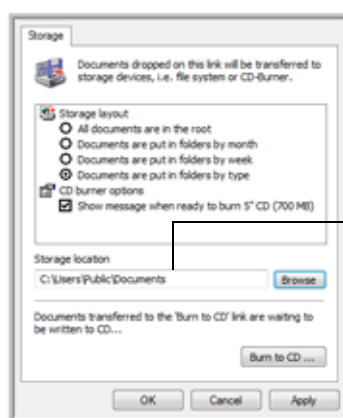 Storage
Documents dropped on this link will be transferred to
storage devices, i.e. file system or CD-Burner.
Storage layout
All documents are in the root
Documents are put in folders by month
Documents are put in folders by week
Documents are put in folders by type
CD burner options
Show message when ready to burn 5" CD (700 MB)
Storage location
C:\Users\Public\Documents
Browse
Documents transferred to the 'Burn to CD' link are waiting to
be written to CD...
Burn to CD ...
OK Cancel Apply